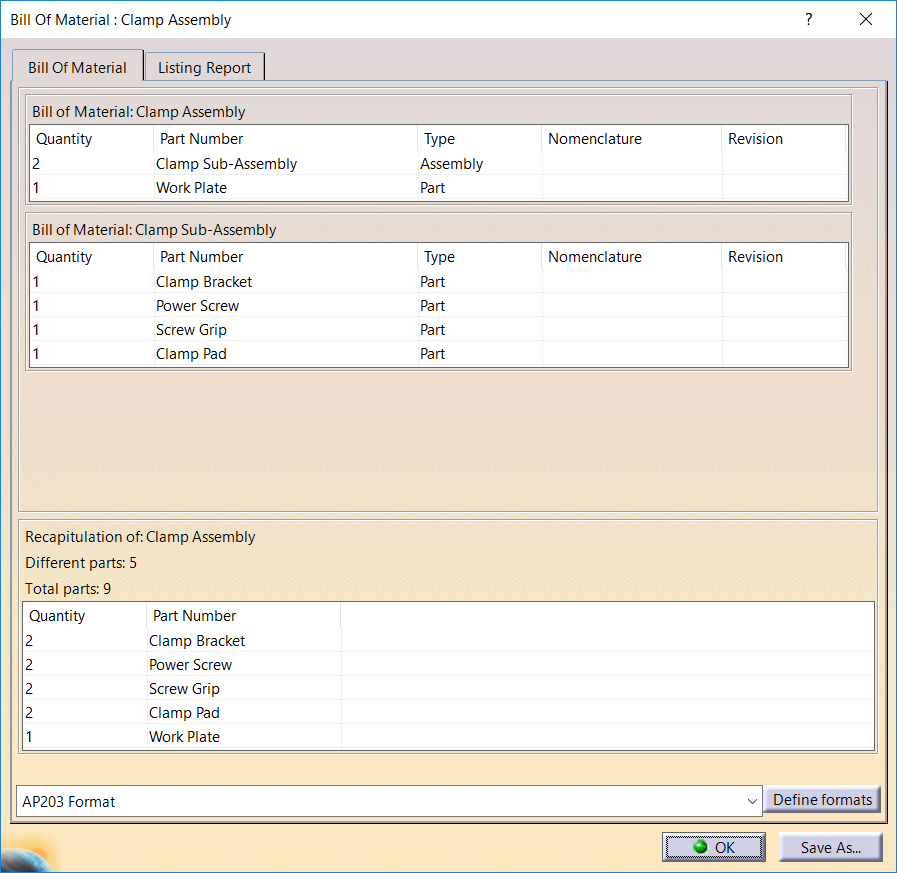 Bill Of Material : Clamp Assembly ?
Bill Of Material Listing Report
Bill of Material: Clamp Assembly
Quantity Part Number Type Nomenclature Revision
2 Clamp Sub-Assembly Assembly
1 Work Plate Part
Bill of Material: Clamp Sub-Assembly
Quantity Part Number Type Nomenclature Revision
1 Clamp Bracket Part
1 Power Screw Part
1 Screw Grip Part
1 Clamp Pad Part
Recapitulation of: Clamp Assembly
Different parts: 5
Total parts: 9
Quantity Part Number
2 Clamp Bracket
2 Power Screw
2 Screw Grip
2 Clamp Pad
1 Work Plate
AP203 Format Define formats
OK Save As...